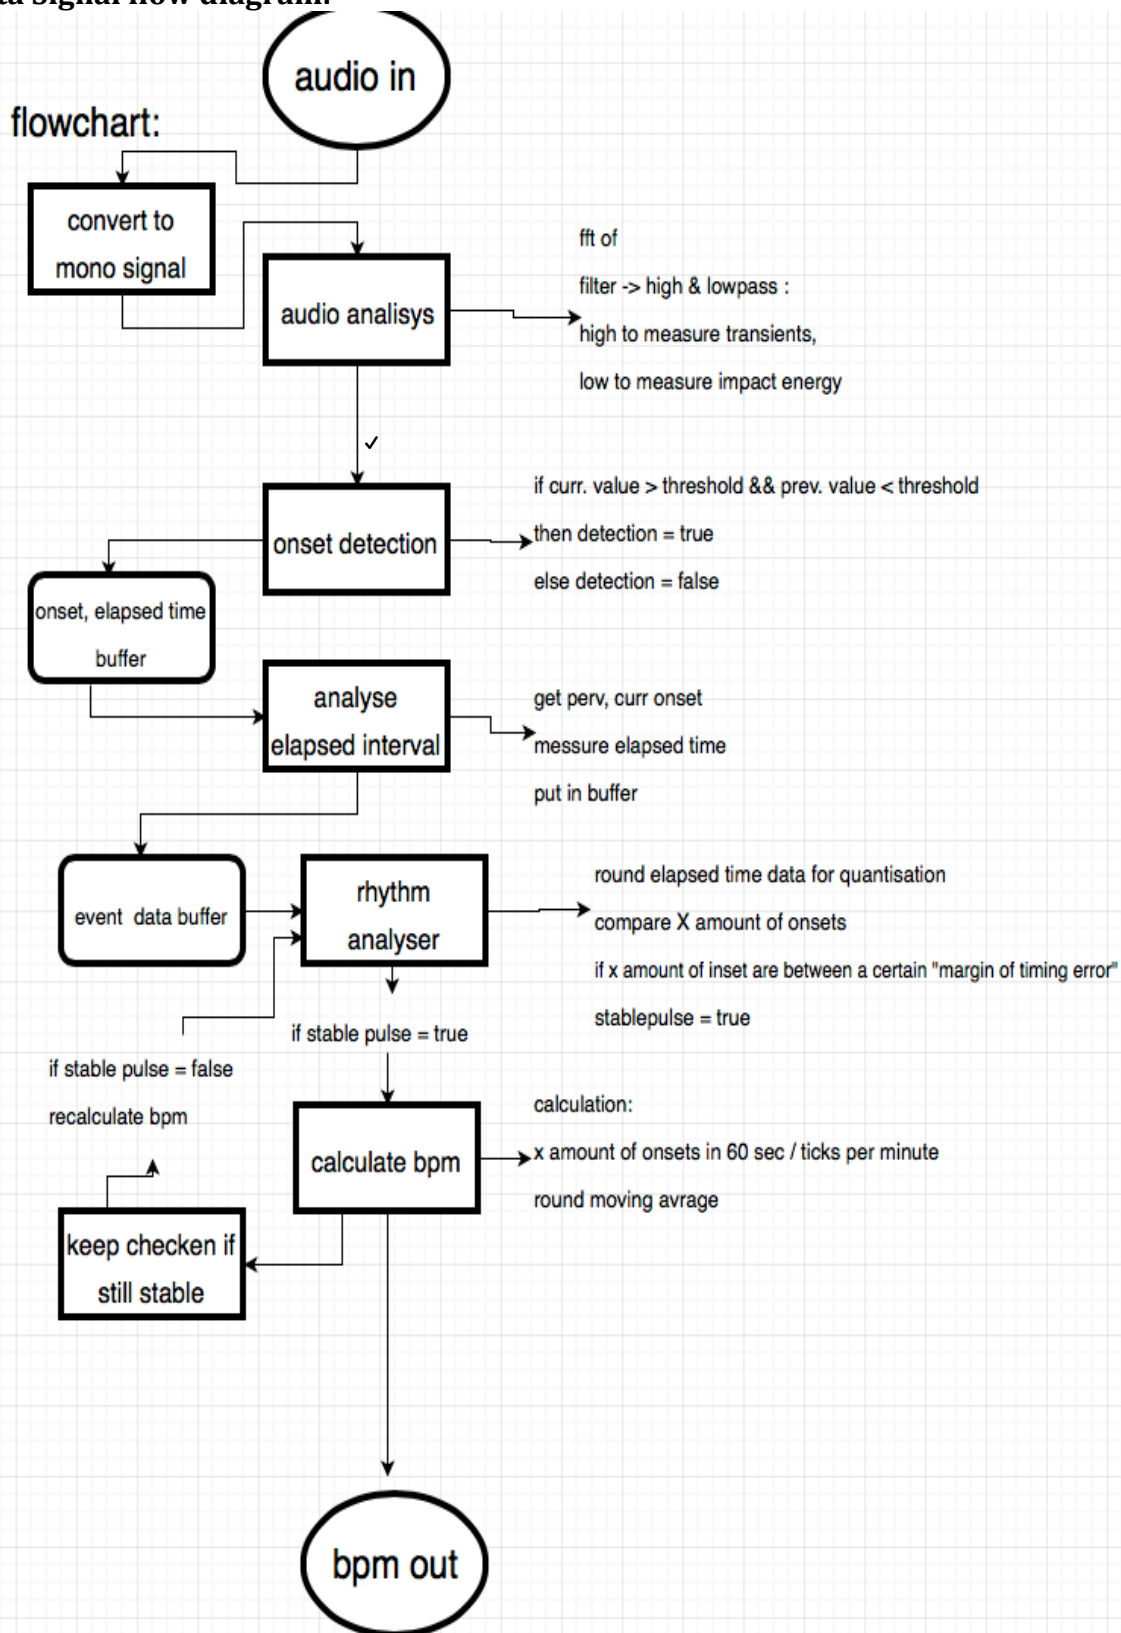 ta signal flow diagram:
audio in
flowchart:
convert to
mono signal
audio analisys
fft of
filter -> high & lowpass :
high to measure transients,
low to measure impact energy
onset detection
if curr. value > threshold && prev. value < threshold
then detection = true
else detection = false
onset, elapsed time
buffer
analyse
elapsed interval
get perv, curr onset
messure elapsed time
put in buffer
event data buffer
rhythm
analyser
round elapsed time data for quantisation
compare X amount of onsets
if x amount of inset are between a certain "margin of timing error"
stablepulse = true
if stable pulse = true
if stable pulse = false
recalculate bpm
calculate bpm
calculation:
x amount of onsets in 60 sec / ticks per minute
round moving avrage
keep checken if
still stable
bpm out